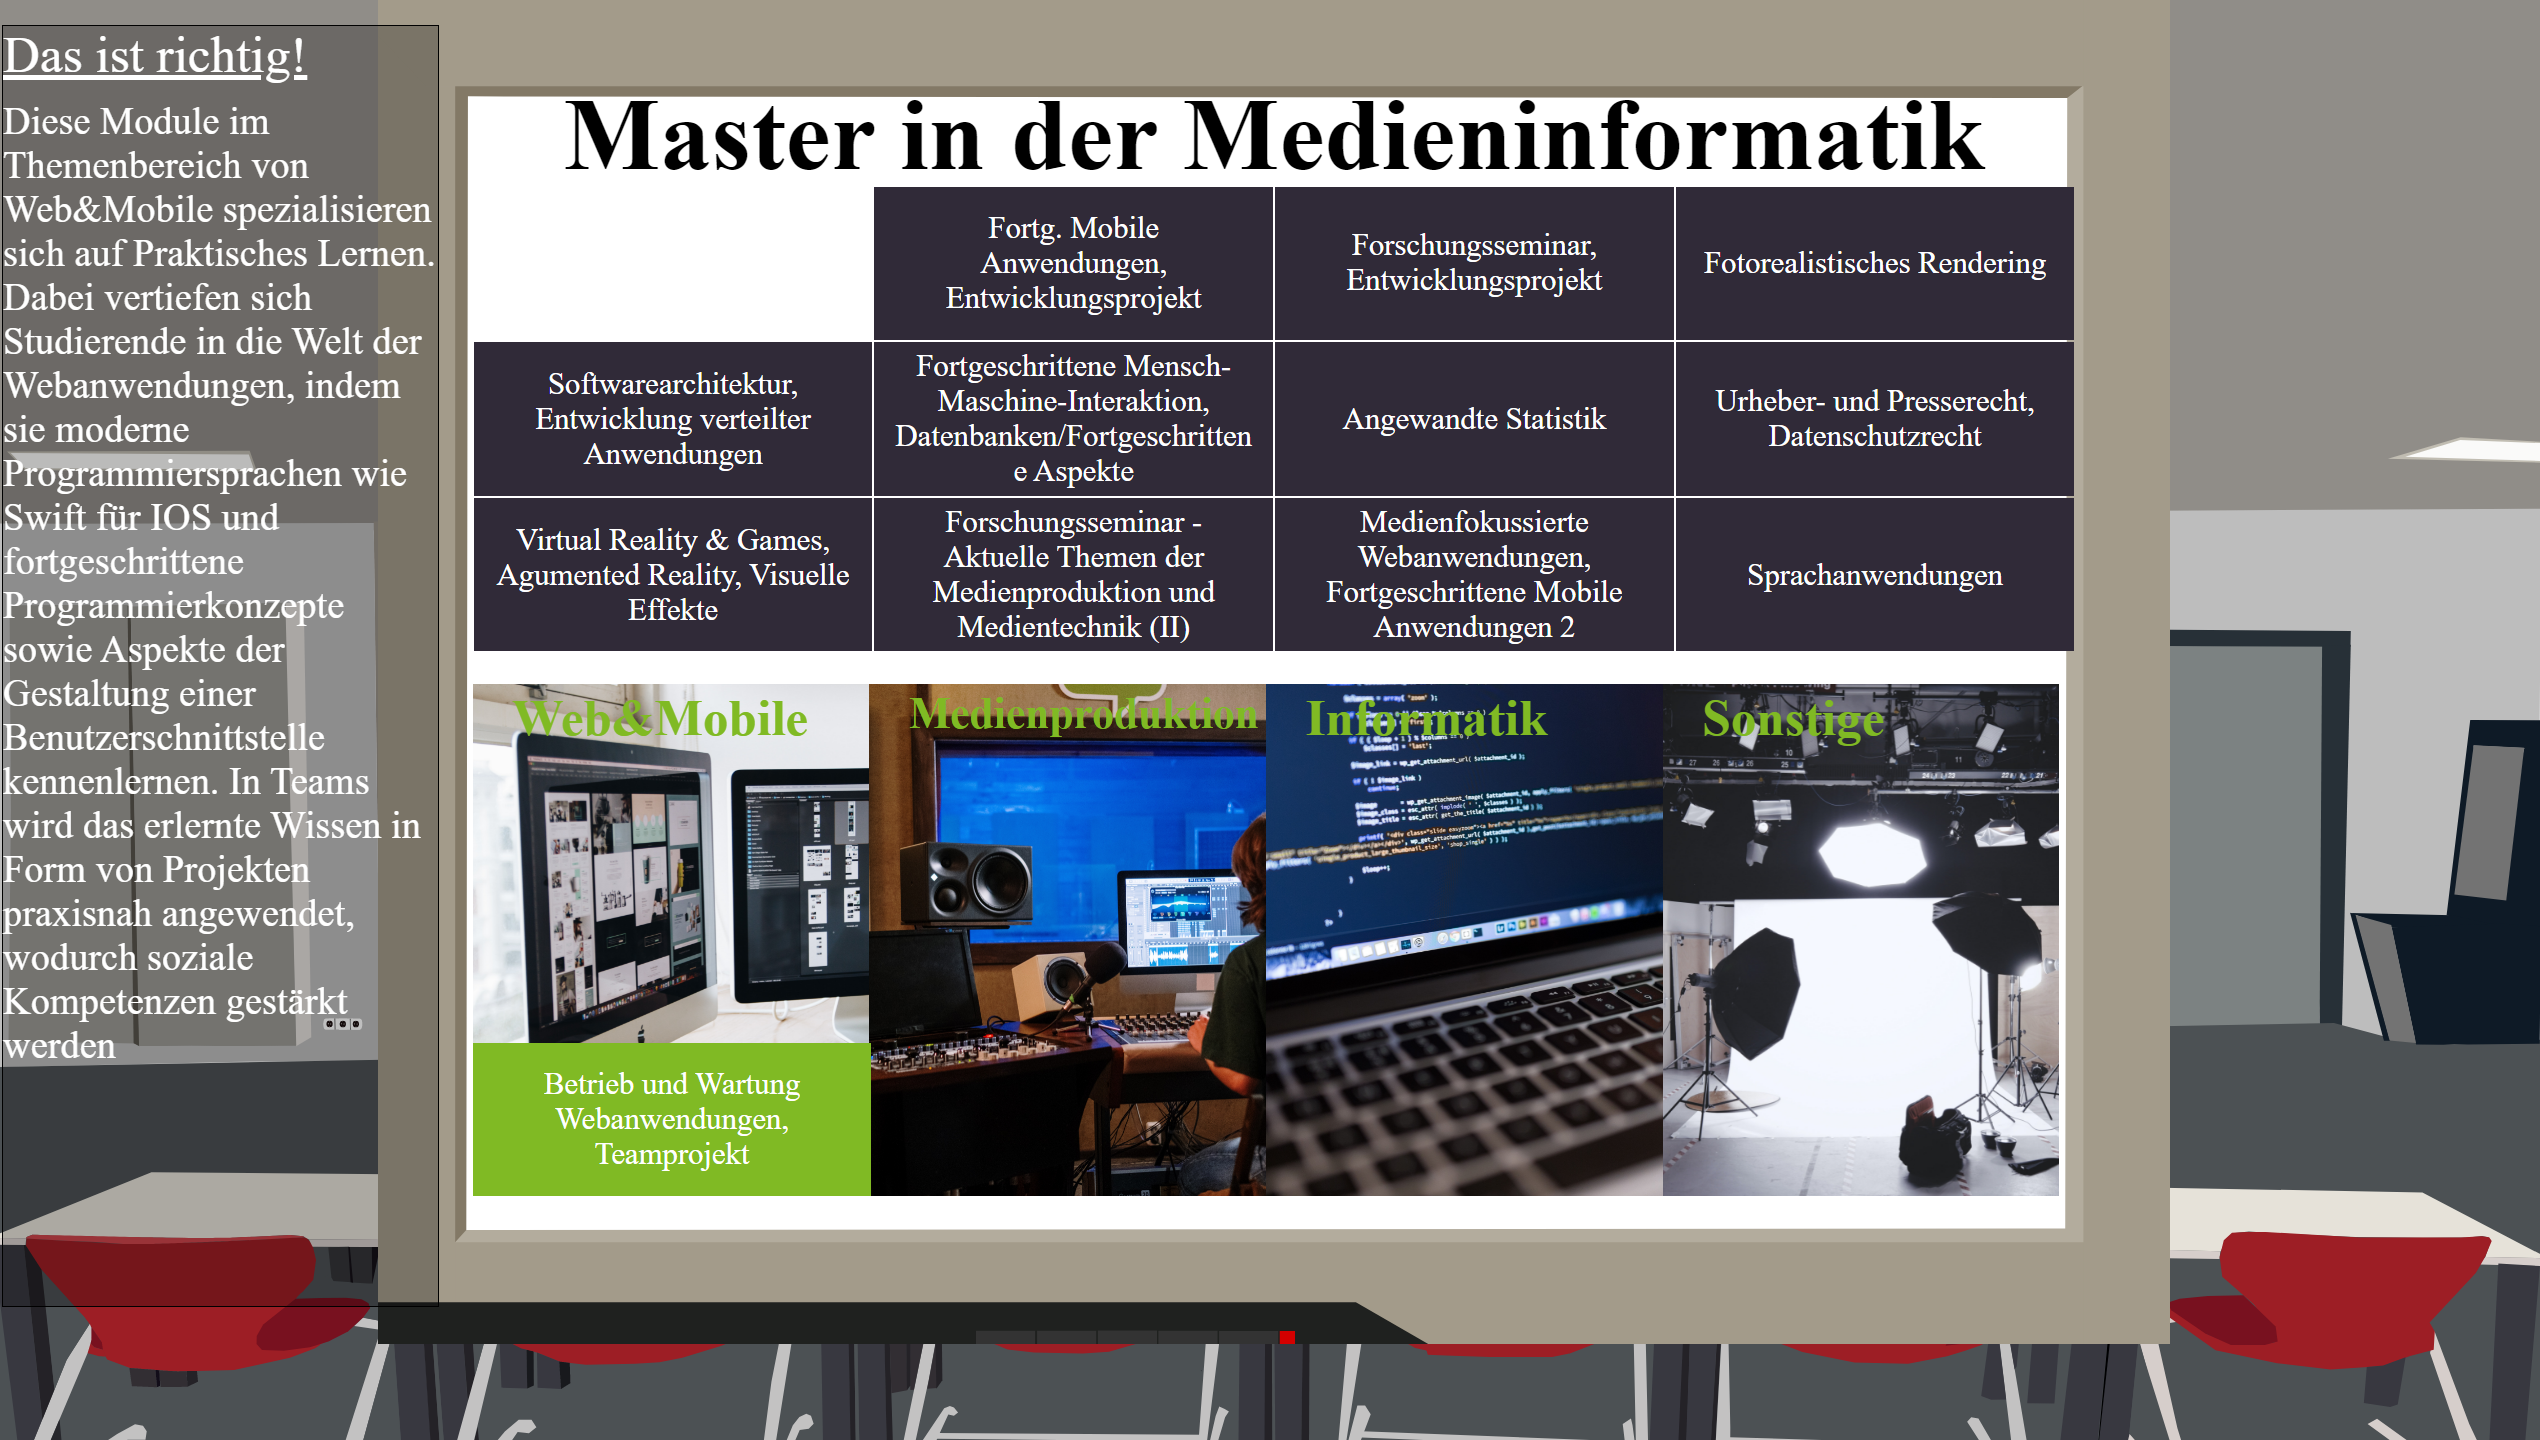 Das ist richtig!
Diese Module im
Themenbereich von
Web&Mobile spezialisieren
sich auf Praktisches Lernen.
Dabei vertiefen sich
Studierende in die Welt der
Webanwendungen, indem
sie moderne
Programmiersprachen wie
Swift für IOS und
fortgeschrittene
Programmierkonzepte
sowie Aspekte der
Gestaltung einer
Benutzerschnittstelle
kennenlernen. In Teams
wird das erlernte Wissen in
Form von Projekten
praxisnah angewendet,
wodurch soziale
Kompetenzen gestärkt
werden
Master in der Medieninformatik
Fortg. Mobile
Anwendungen,
Entwicklungsprojekt
Forschungsseminar,
Entwicklungsprojekt
Fotorealistisches Rendering
Softwarearchitektur,
Entwicklung verteilter
Anwendungen
Fortgeschrittene Mensch-
Maschine-Interaktion,
Datenbanken/Fortgeschritten
e Aspekte
Angewandte Statistik
Urheber- und Presserecht,
Datenschutzrecht
Virtual Reality & Games,
Agumented Reality, Visuelle
Effekte
Forschungsseminar -
Aktuelle Themen der
Medienproduktion und
Medientechnik (II)
Medienfokussierte
Webanwendungen,
Fortgeschrittene Mobile
Anwendungen 2
Sprachanwendungen
Web&Mobile
Medienproduktion
Informatik
Sonstige
Betrieb und Wartung
Webanwendungen,
Teamprojekt